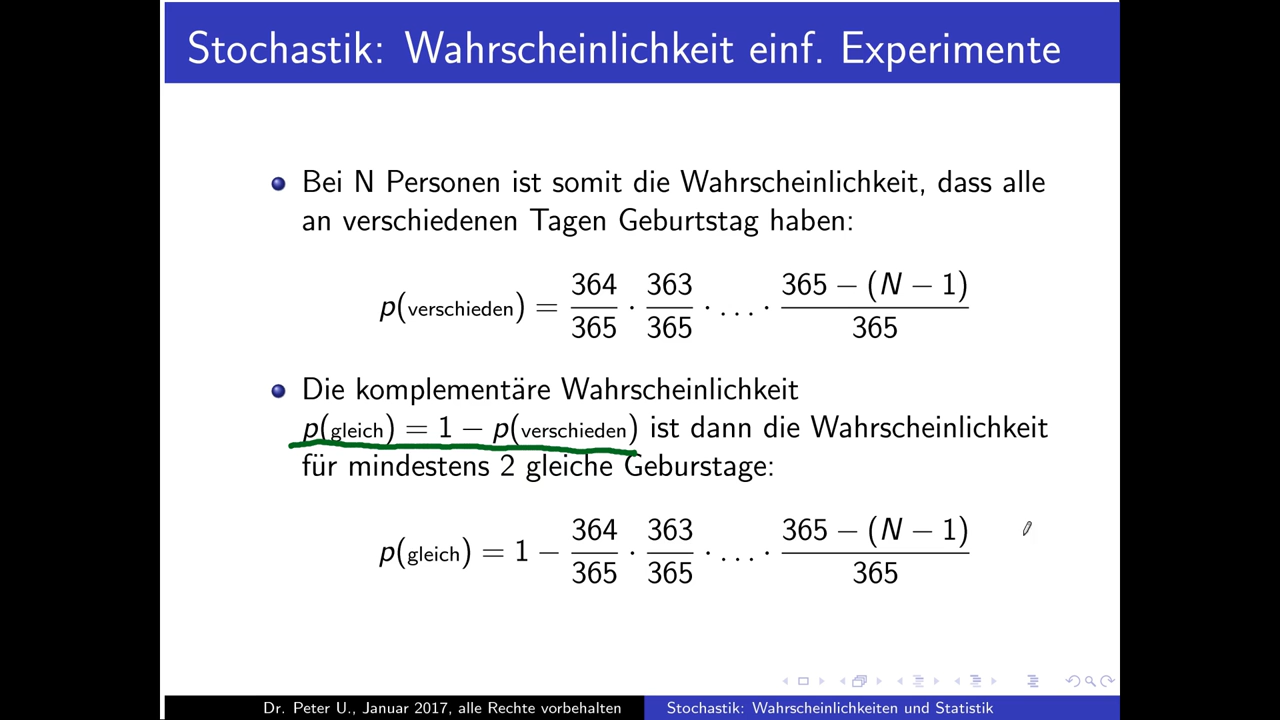 Stochastik: Wahrscheinlichkeit einf. Experimente
Bei N Personen ist somit die Wahrscheinlichkeit, dass alle
an verschiedenen Tagen Geburtstag haben:
p(verschieden) = 364/365 · 363/365 · ... · 365 − (N − 1)/365
Die komplementäre Wahrscheinlichkeit
p(gleich) = 1 − p(verschieden) ist dann die Wahrscheinlichkeit
für mindestens 2 gleiche Geburstage:
p(gleich) = 1 − 364/365 · 363/365 · ... · 365 − (N − 1)/365
Dr. Peter U., Januar 2017, alle Rechte vorbehalten
Stochastik: Wahrscheinlichkeiten und Statistik